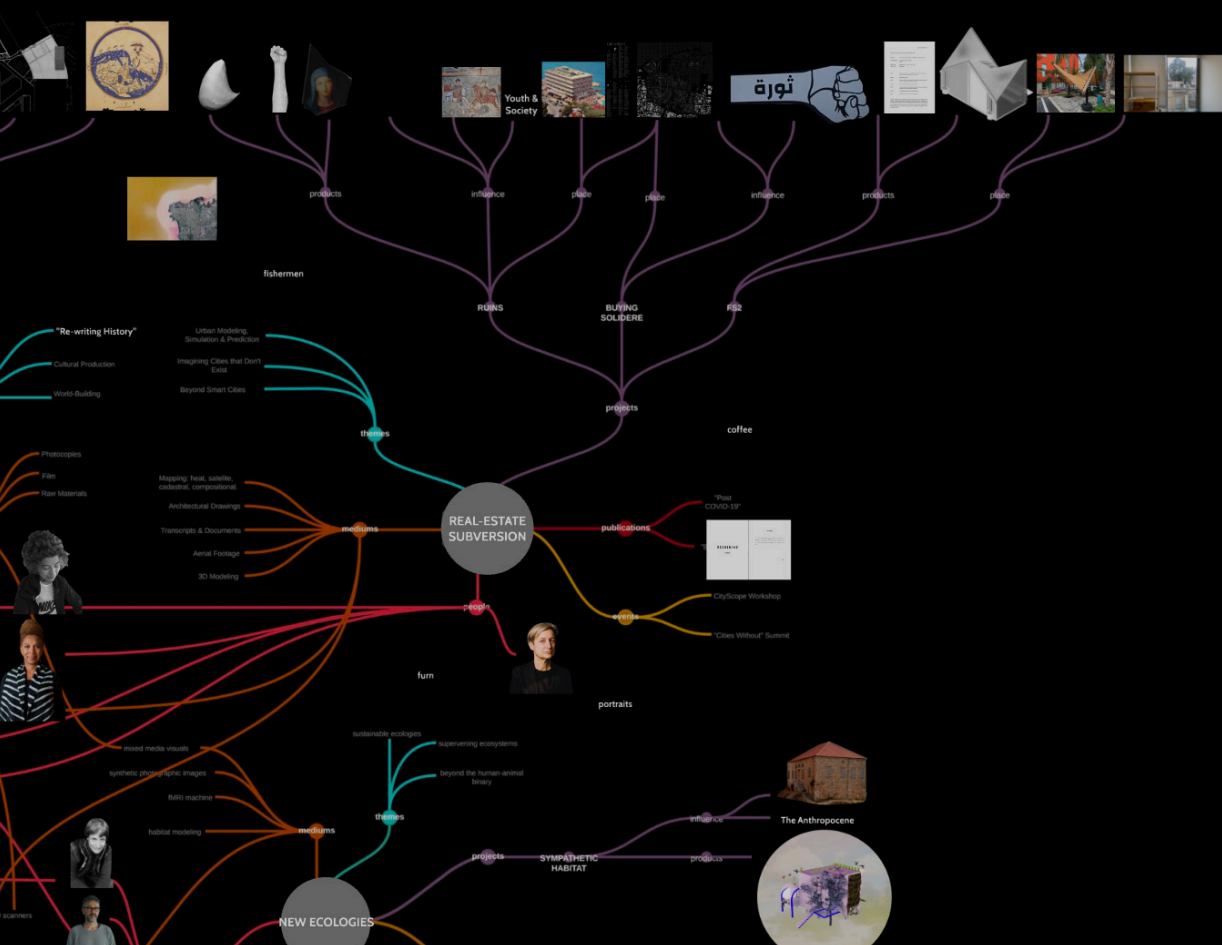 Youth &
Society
ثورة
products
influence
place
place
influence
products
place
fishermen
RUINS
BUYING
SOLIDERE
FS2
"Re-writing History"
Cultural Production
World-Building
Urban Modeling,
Simulation & Prediction
Imagining Cities that Don't
Exist
Beyond Smart Cities
themes
projects
coffee
Photocopies
Film
Raw Materials
Mapping: heat, satellite,
cadastral, compositional.
Architectural Drawings
Transcripts & Documents
Aerial Footage
3D Modeling
mediums
REAL-ESTATE
SUBVERSION
publications
"Post
COVID-19"
people
events
CityScope Workshop
"Cities Without" Summit
furn
portraits
mixed media visuals
synthetic photographic images
fMRI machine
habitat modeling
mediums
sustainable ecologies
supervening ecosystems
beyond the human-animal
binary
themes
projects
SYMPATHETIC
HABITAT
influence
products
The Anthropocene
scanners
NEW ECOLOGIES